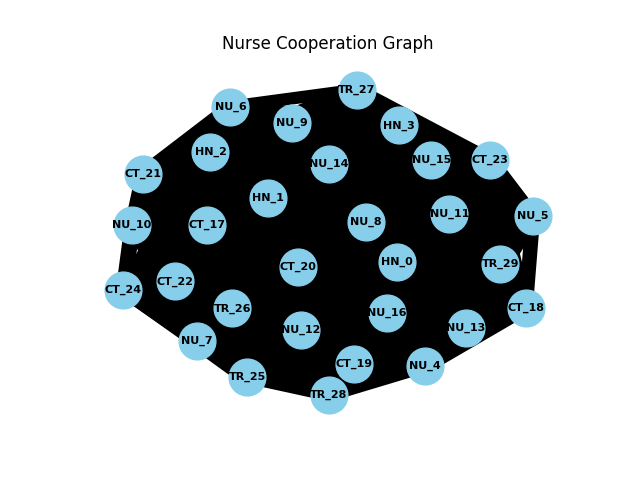 Nurse Cooperation Graph
TR_27
NU_6
NU_9
HN_3
HN_2
NU_14
NU_15
CT_23
CT_21
HN_1
NU_11
NU_5
NU_8
NU_10
CT_17
HN_0
TR_29
CT_20
CT_22
CT_24
TR_26
CT_18
NU_16
NU_13
NU_12
NU_7
CT_19
NU_4
TR_25
TR_28